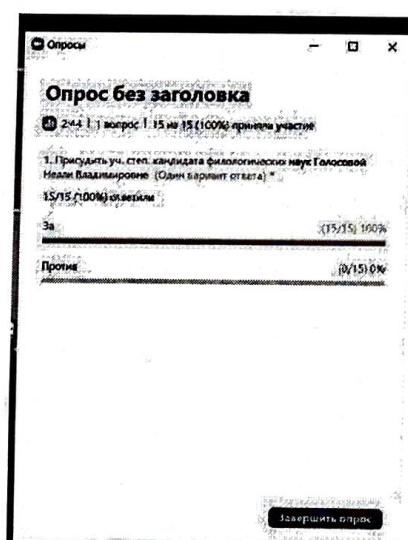 Опросы
Опрос без заголовка
2:44 | 1 вопрос | 15 из 15 (100%) приняли участие
1. Присудить уч. степ. кандидата филологических наук Голосовой
Нелли Владимировне (Один вариант ответа) *
15/15 (100%) ответили
За (15/15) 100%
Против (0/15) 0%
Завершить опрос